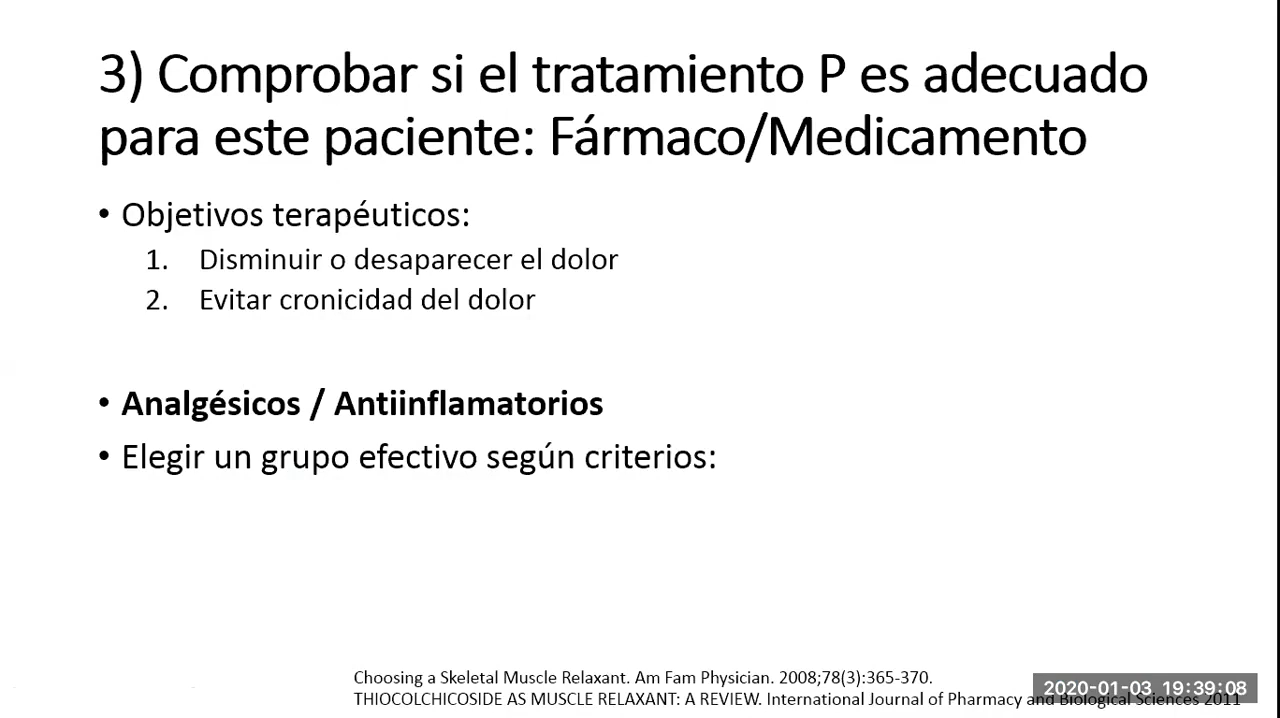 3) Comprobar si el tratamiento P es adecuado
para este paciente: Fármaco/Medicamento
• Objetivos terapéuticos:
1. Disminuir o desaparecer el dolor
2. Evitar cronicidad del dolor
• Analgésicos / Antiinflamatorios
• Elegir un grupo efectivo según criterios:
Choosing a Skeletal Muscle Relaxant. Am Fam Physician. 2008;78(3):365-370.
THIOCOLCHICOSIDE AS MUSCLE RELAXANT: A REVIEW. International Journal of Pharmacy and Biological Sciences 2011
2020-01-03 19:39:08